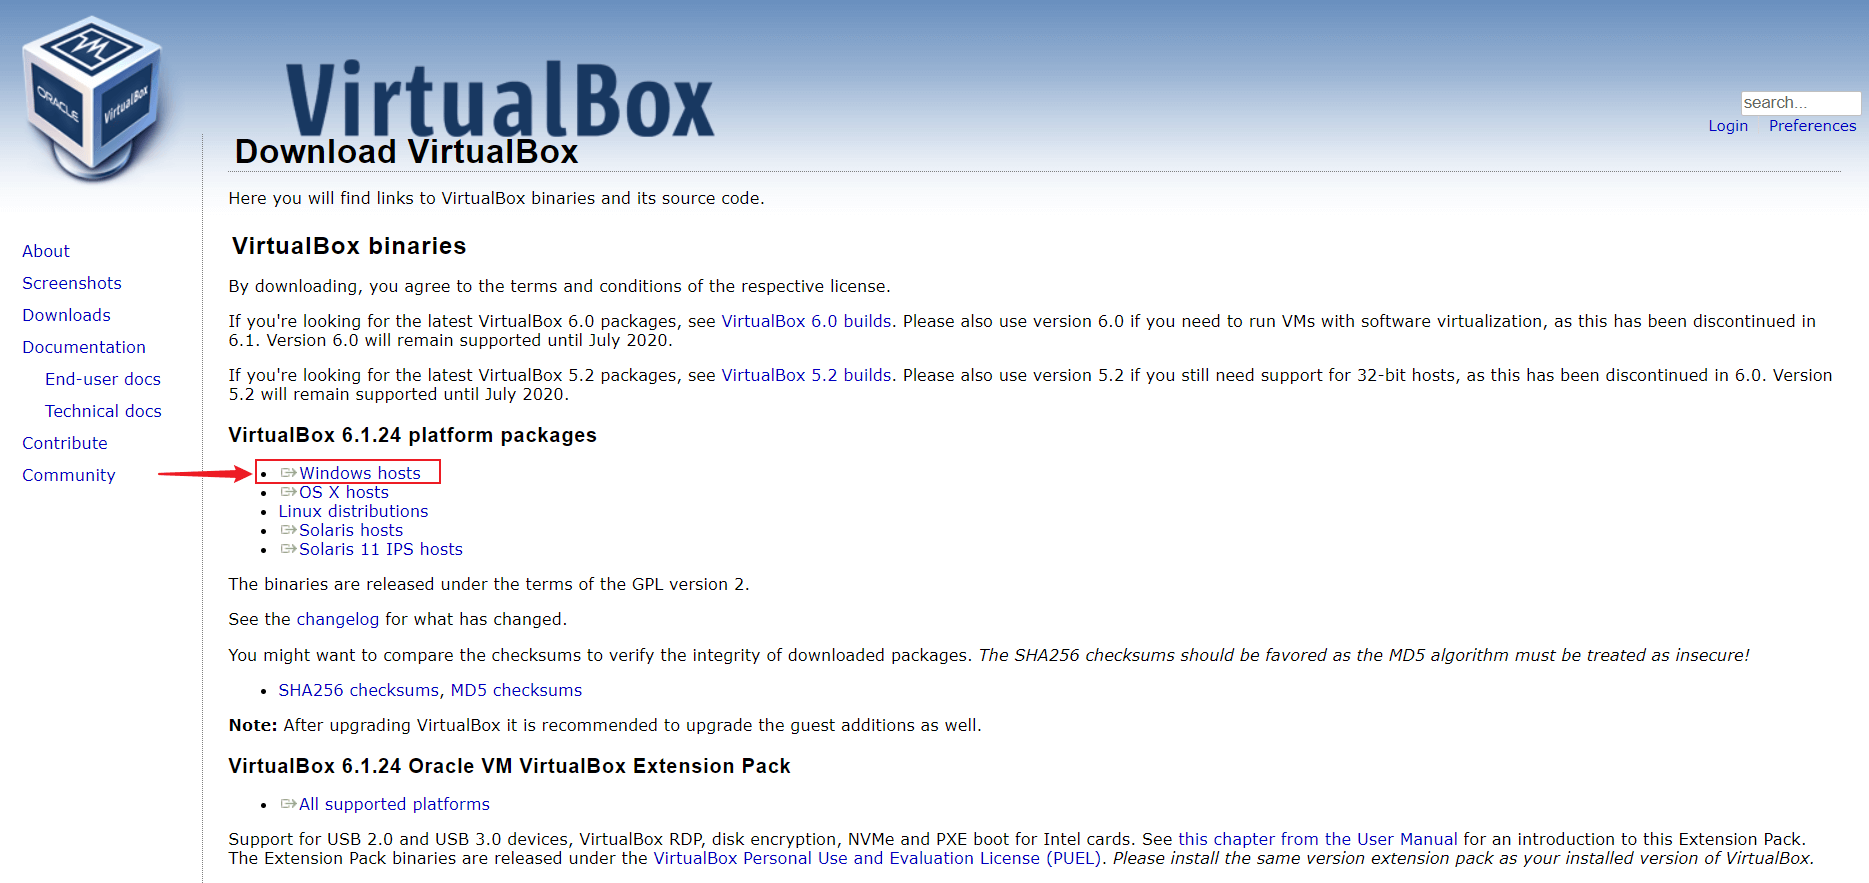 ORACLE
VirtualBox
VirtualBox
search...
Login Preferences
Download VirtualBox
Here you will find links to VirtualBox binaries and its source code.
About
Screenshots
Downloads
Documentation
End-user docs
Technical docs
Contribute
Community
VirtualBox binaries
By downloading, you agree to the terms and conditions of the respective license.
If you're looking for the latest VirtualBox 6.0 packages, see VirtualBox 6.0 builds. Please also use version 6.0 if you need to run VMs with software virtualization, as this has been discontinued in
6.1. Version 6.0 will remain supported until July 2020.
If you're looking for the latest VirtualBox 5.2 packages, see VirtualBox 5.2 builds. Please also use version 5.2 if you still need support for 32-bit hosts, as this has been discontinued in 6.0. Version
5.2 will remain supported until July 2020.
VirtualBox 6.1.24 platform packages
• Windows hosts
• OS X hosts
• Linux distributions
• Solaris hosts
• Solaris 11 IPS hosts
The binaries are released under the terms of the GPL version 2.
See the changelog for what has changed.
You might want to compare the checksums to verify the integrity of downloaded packages. The SHA256 checksums should be favored as the MD5 algorithm must be treated as insecure!
• SHA256 checksums, MD5 checksums
Note: After upgrading VirtualBox it is recommended to upgrade the guest additions as well.
VirtualBox 6.1.24 Oracle VM VirtualBox Extension Pack
• All supported platforms
Support for USB 2.0 and USB 3.0 devices, VirtualBox RDP, disk encryption, NVMe and PXE boot for Intel cards. See this chapter from the User Manual for an introduction to this Extension Pack.
The Extension Pack binaries are released under the VirtualBox Personal Use and Evaluation License (PUEL). Please install the same version extension pack as your installed version of VirtualBox.